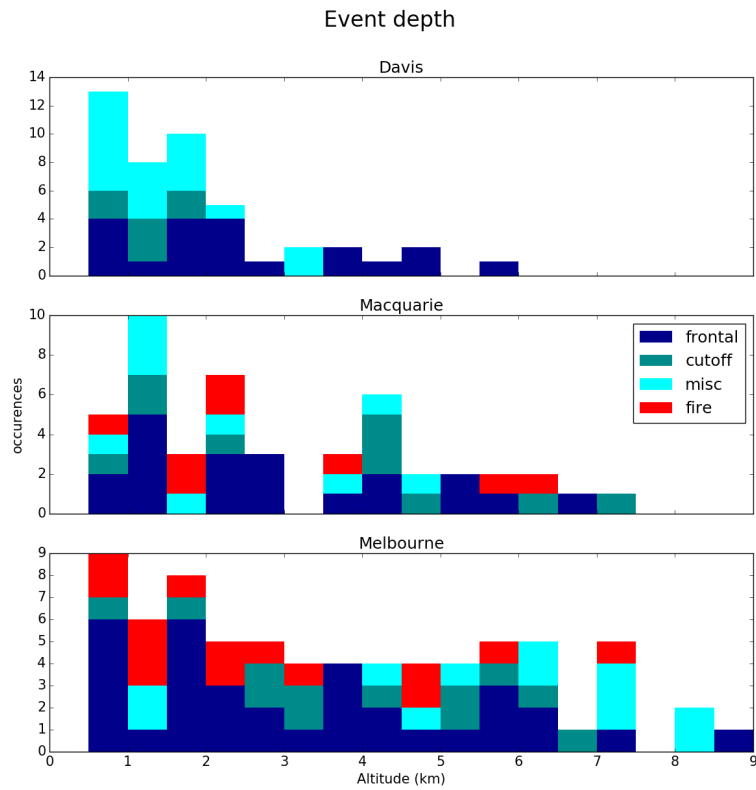 Event depth
Davis
14
12
10
8
6
4
2
0
Macquarie
10
8
6
4
2
0
occurences
frontal
cutoff
misc
fire
Melbourne
9
8
7
6
5
4
3
2
1
0
0 1 2 3 4 5 6 7 8 9
Altitude (km)